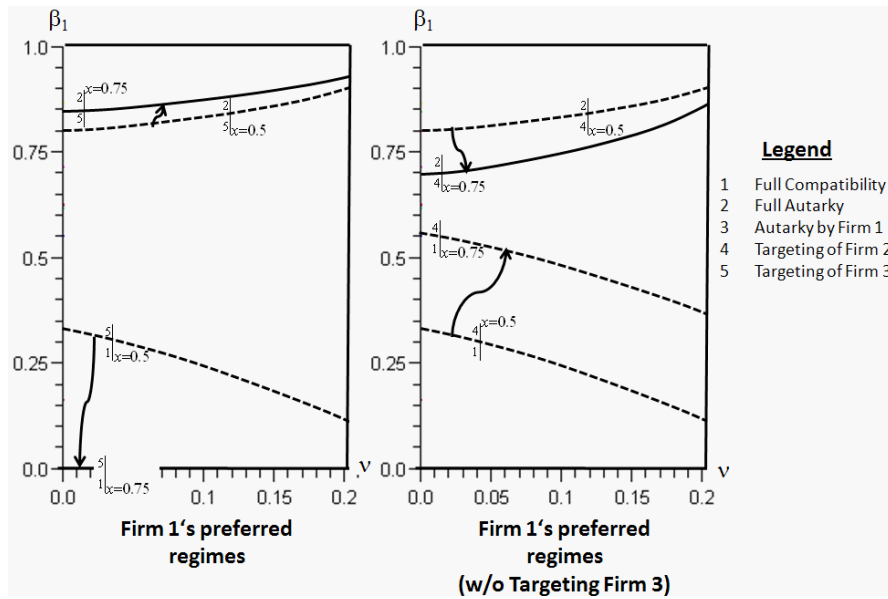 β1
1.0
0.75
0.5
0.25
0.0
2
5
x=0.75
2
5
x=0.5
5
1
x=0.5
5
1
x=0.75
ν
0.0
0.1
0.2
Firm 1's preferred
regimes
β1
1.0
0.75
0.5
0.25
0.0
2
4
x=0.5
2
4
x=0.75
4
1
x=0.75
4
1
x=0.5
ν
0.0
0.05
0.1
0.15
0.2
Firm 1's preferred
regimes
(w/o Targeting Firm 3)
Legend
1 Full Compatibility
2 Full Autarky
3 Autarky by Firm 1
4 Targeting of Firm 2
5 Targeting of Firm 3